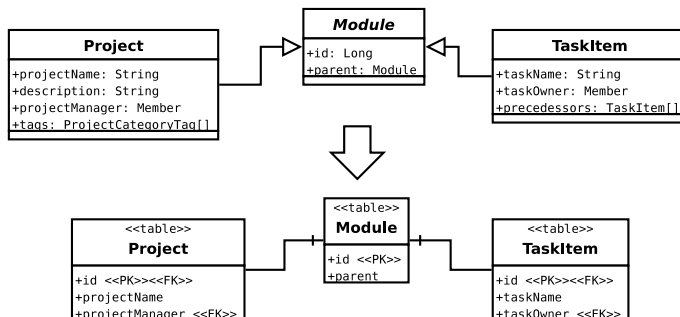 Project
+projectName: String
+description: String
+projectManager: Member
+tags: ProjectCategoryTag[]
Module
+id: Long
+parent: Module
TaskItem
+taskName: String
+taskOwner: Member
+precedessors: TaskItem[]
<<table>>
Project
+id <<PK>><<FK>>
+projectName
+projectManager <<FK>>
<<table>>
Module
+id <<PK>>
+parent
<<table>>
TaskItem
+id <<PK>><<FK>>
+taskName
+taskOwner <<FK>>